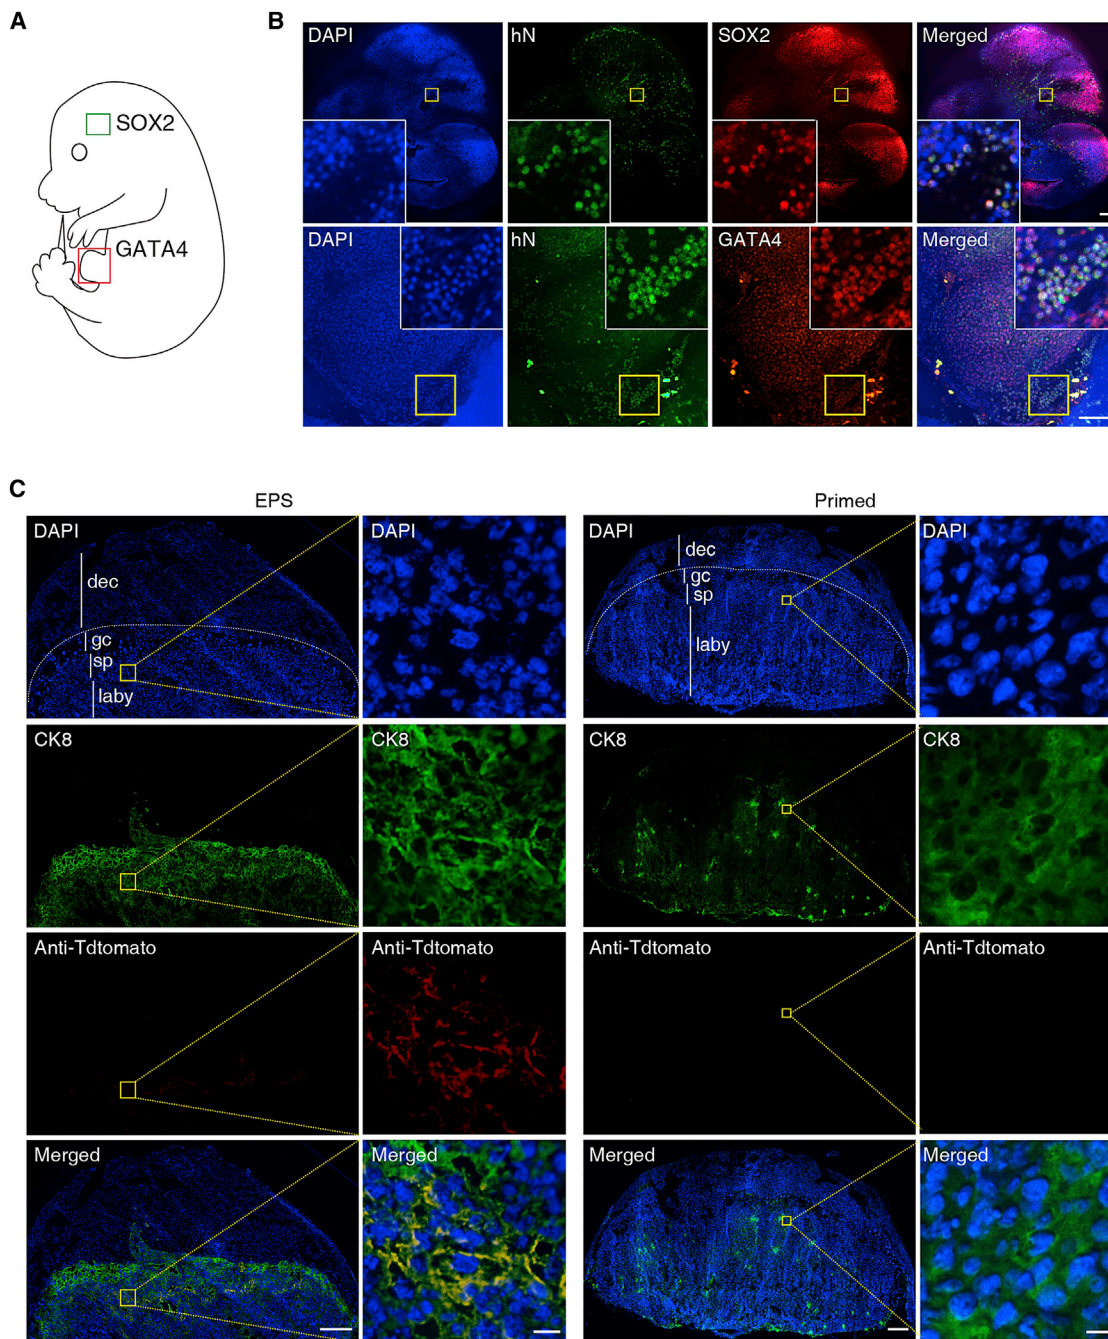 A
SOX2
GATA4
B
DAPI
hN
SOX2
Merged
DAPI
hN
GATA4
Merged
C
EPS
Primed
DAPI
dec
gc
sp
laby
DAPI
DAPI
dec
gc
sp
laby
DAPI
CK8
CK8
CK8
CK8
Anti-Tdtomato
Anti-Tdtomato
Anti-Tdtomato
Anti-Tdtomato
Merged
Merged
Merged
Merged